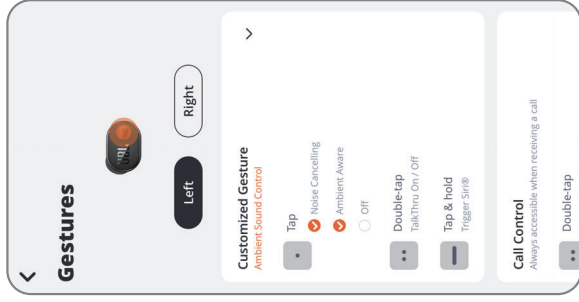 Gestures
JBL
Left
Right
Customized Gesture
Ambient Sound Control
Tap
Noise Cancelling
Ambient Aware
Off
Double-tap
TalkThru On / Off
Tap & hold
Trigger Siri®
Call Control
Always accessible when receiving a call
Double-tap